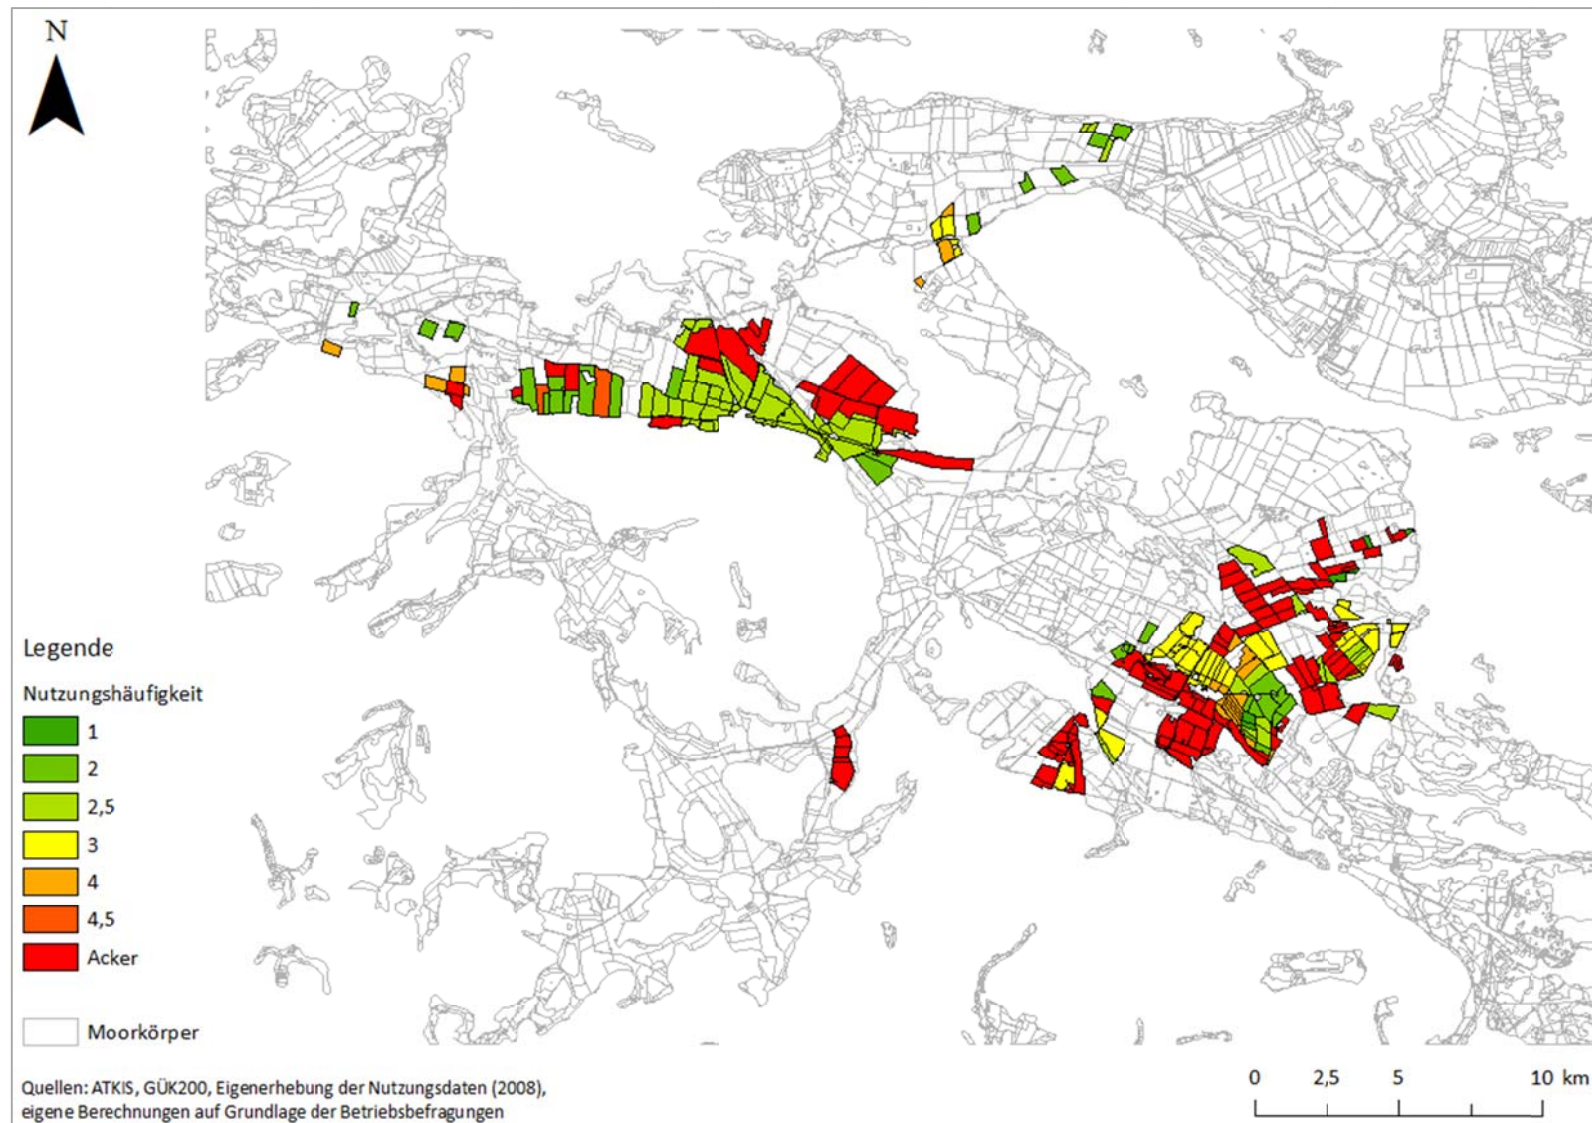 N
Legende
Nutzungshäufigkeit
1
2
2,5
3
4
4,5
Acker
Moorkörper
Quellen: ATKIS, GÜK200, Eigenerhebung der Nutzungsdaten (2008),
eigene Berechnungen auf Grundlage der Betriebsbefragungen
0 2,5 5 10 km